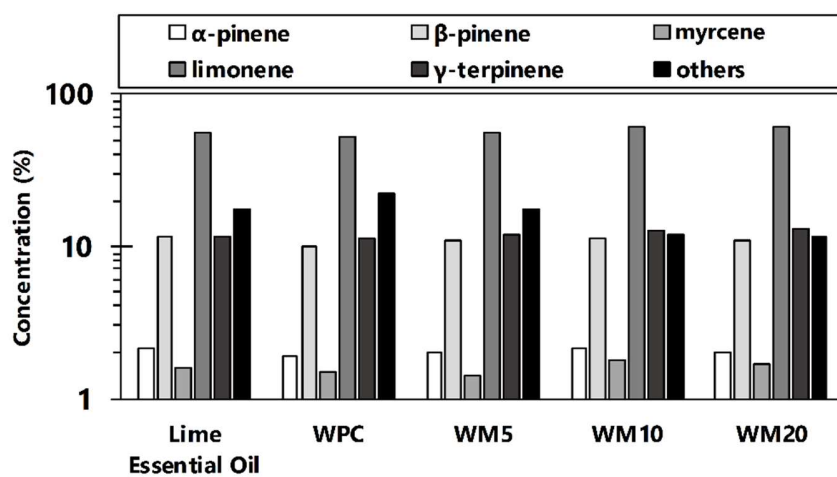 α-pinene β-pinene myrcene
limonene γ-terpinene others
100
10
1
Concentration (%)
Lime
Essential Oil
WPC
WM5
WM10
WM20